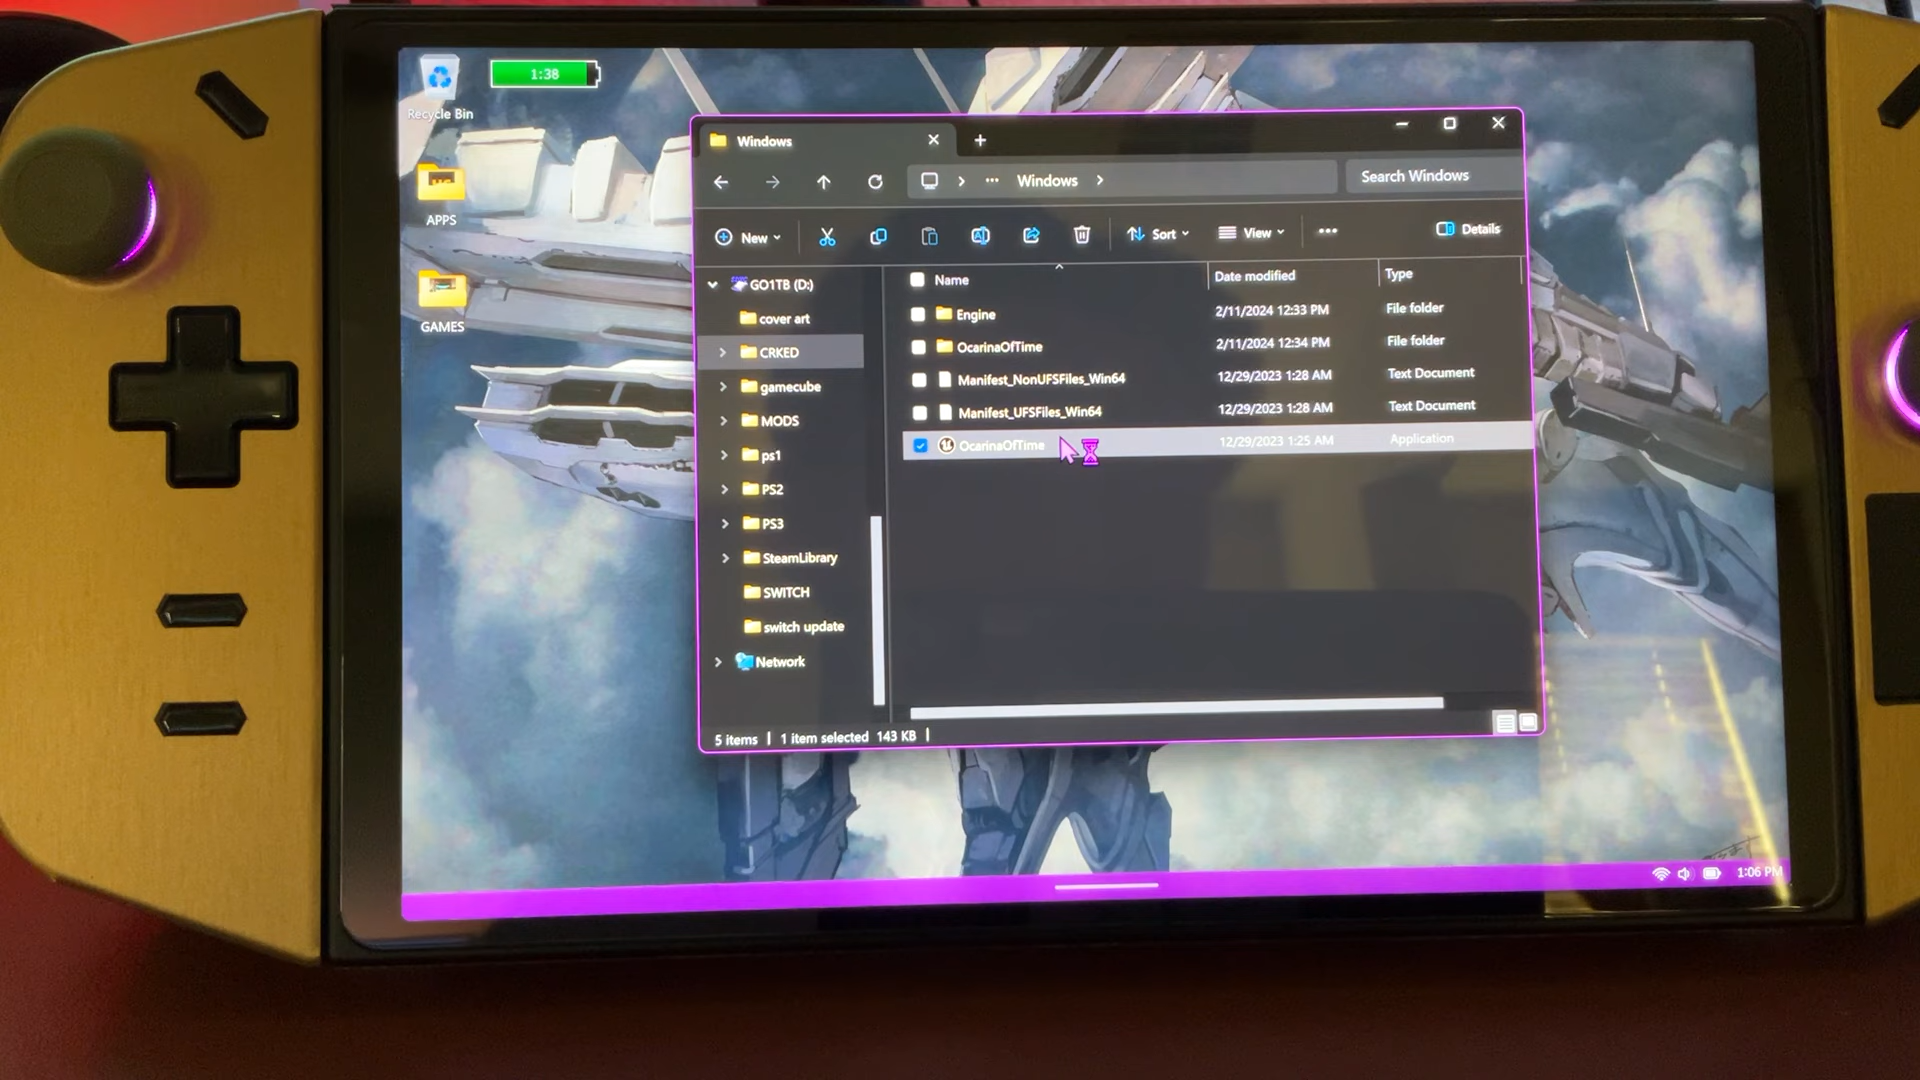 1:38
Recycle Bin
APPS
GAMES
Windows
Windows
Search Windows
New
Sort
View
Details
GO1TB (D:)
cover art
CRKED
gamecube
MODS
ps1
PS2
PS3
SteamLibrary
SWITCH
switch update
Network
Name Date modified Type
Engine 2/11/2024 12:33 PM File folder
OcarinaOfTime 2/11/2024 12:34 PM File folder
Manifest_NonUFSFiles_Win64 12/29/2023 1:28 AM Text Document
Manifest_UFSFiles_Win64 12/29/2023 1:28 AM Text Document
OcarinaOfTime 12/29/2023 1:25 AM Application
5 items | 1 item selected 143 KB |
1:06 PM